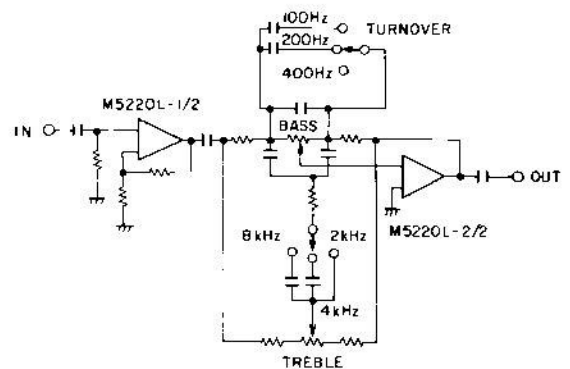 100Hz
TURNOVER
200Hz
400Hz
M5220L-1/2
IN
BASS
OUT
M5220L-2/2
8kHz
2kHz
4kHz
TREBLE